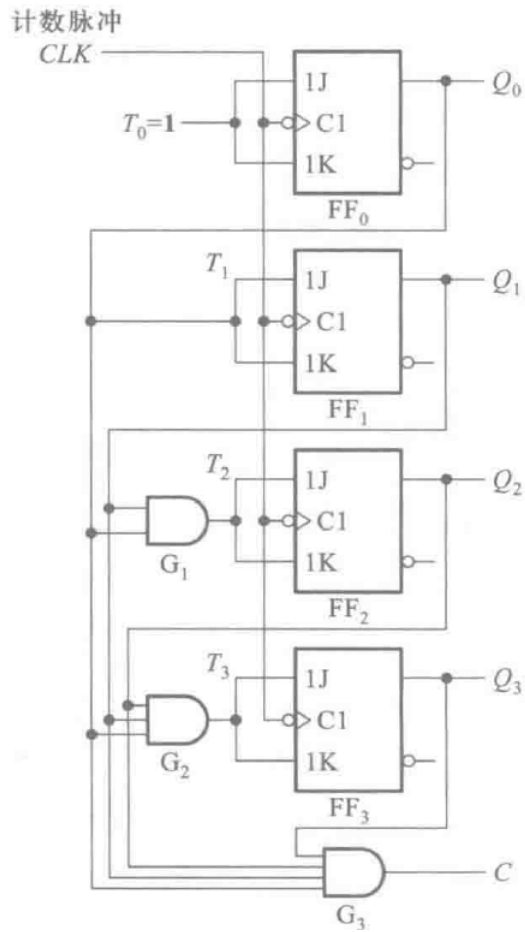 计数脉冲
CLK
1J
Q₀
T₀=1
C1
1K
FF₀
T₁
1J
Q₁
C1
1K
FF₁
T₂
1J
Q₂
C1
G₁
1K
FF₂
T₃
1J
Q₃
C1
G₂
1K
FF₃
C
G₃